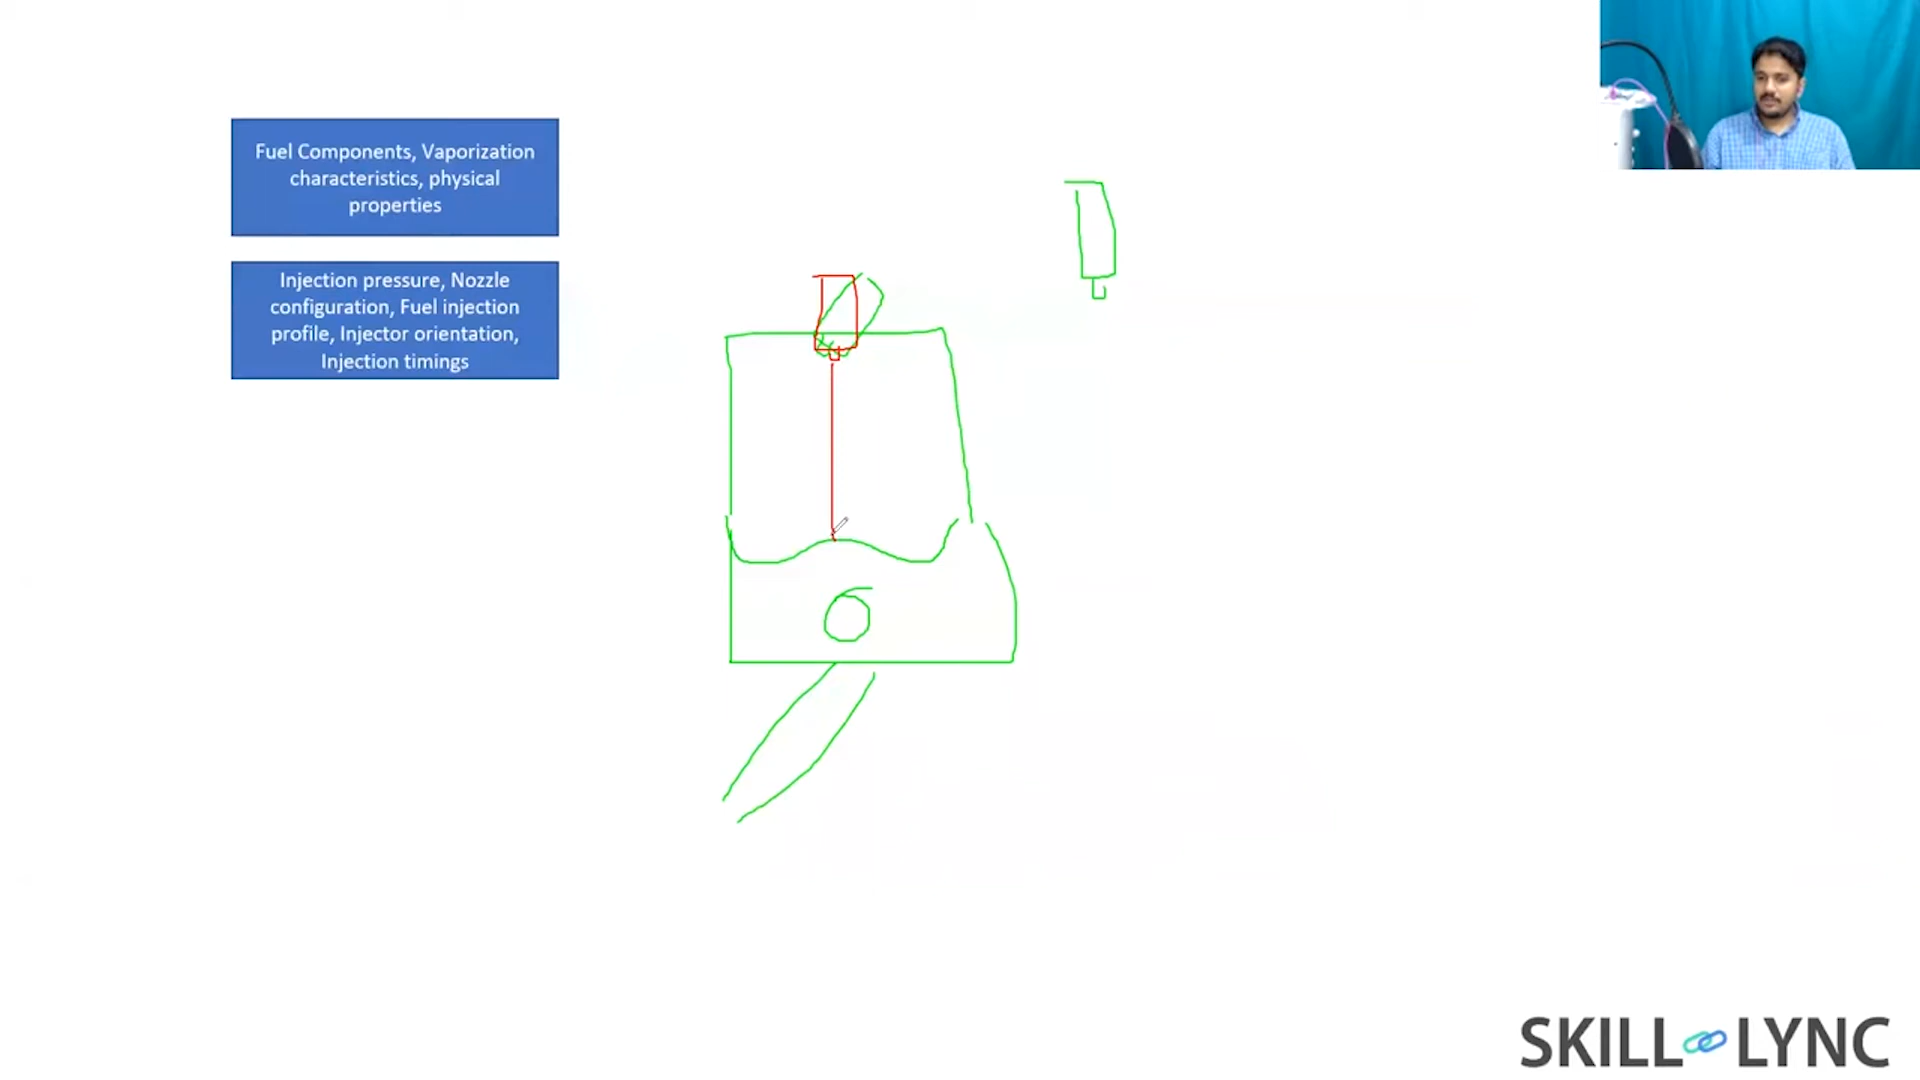 Fuel Components, Vaporization
characteristics, physical
properties
Injection pressure, Nozzle
configuration, Fuel injection
profile, Injector orientation,
Injection timings
SKILL LYNC